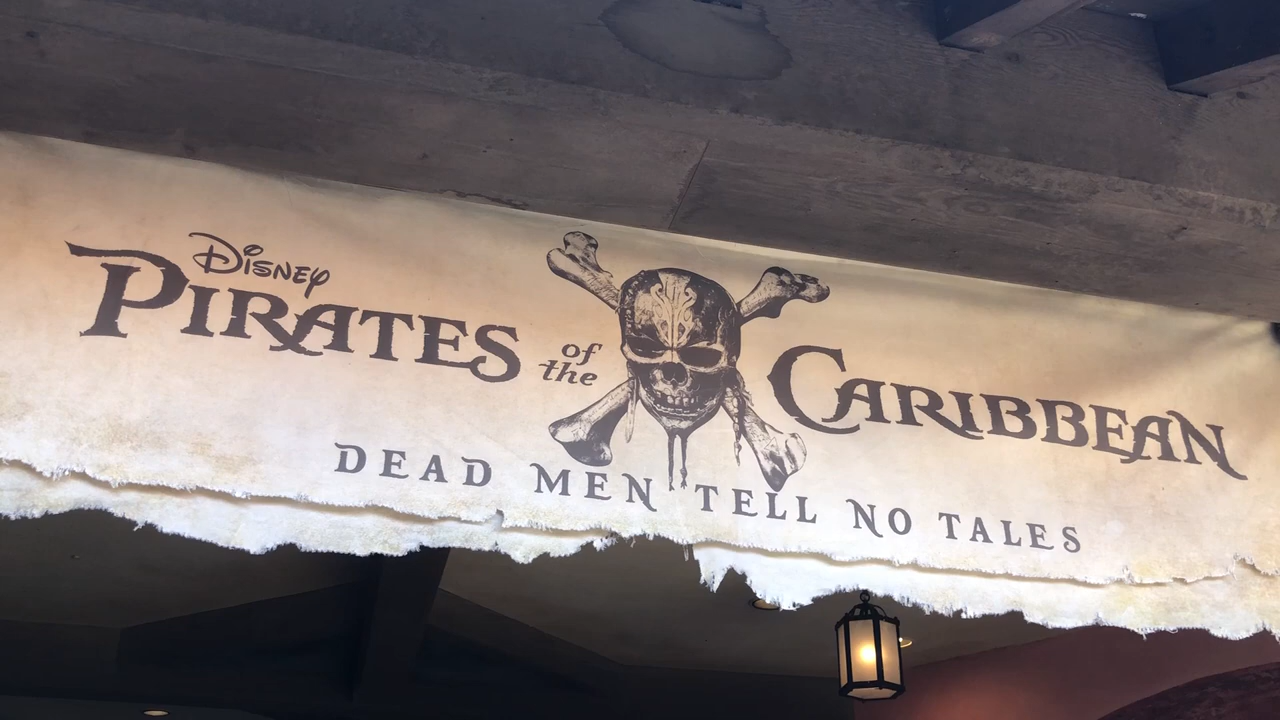 Disney
PIRATES of the CARIBBEAN
DEAD MEN TELL NO TALES